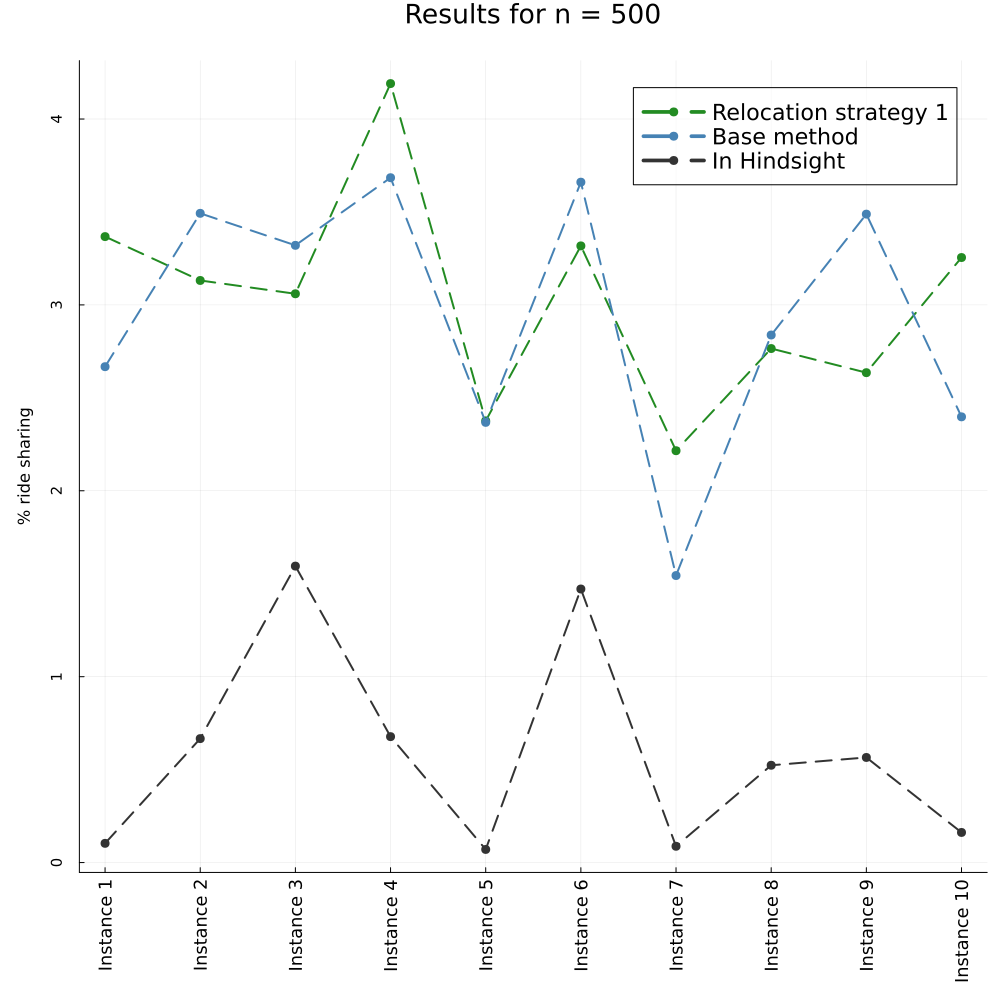 Results for n = 500
Relocation strategy 1
Base method
In Hindsight
% ride sharing
4
3
2
1
0
Instance 1
Instance 2
Instance 3
Instance 4
Instance 5
Instance 6
Instance 7
Instance 8
Instance 9
Instance 10